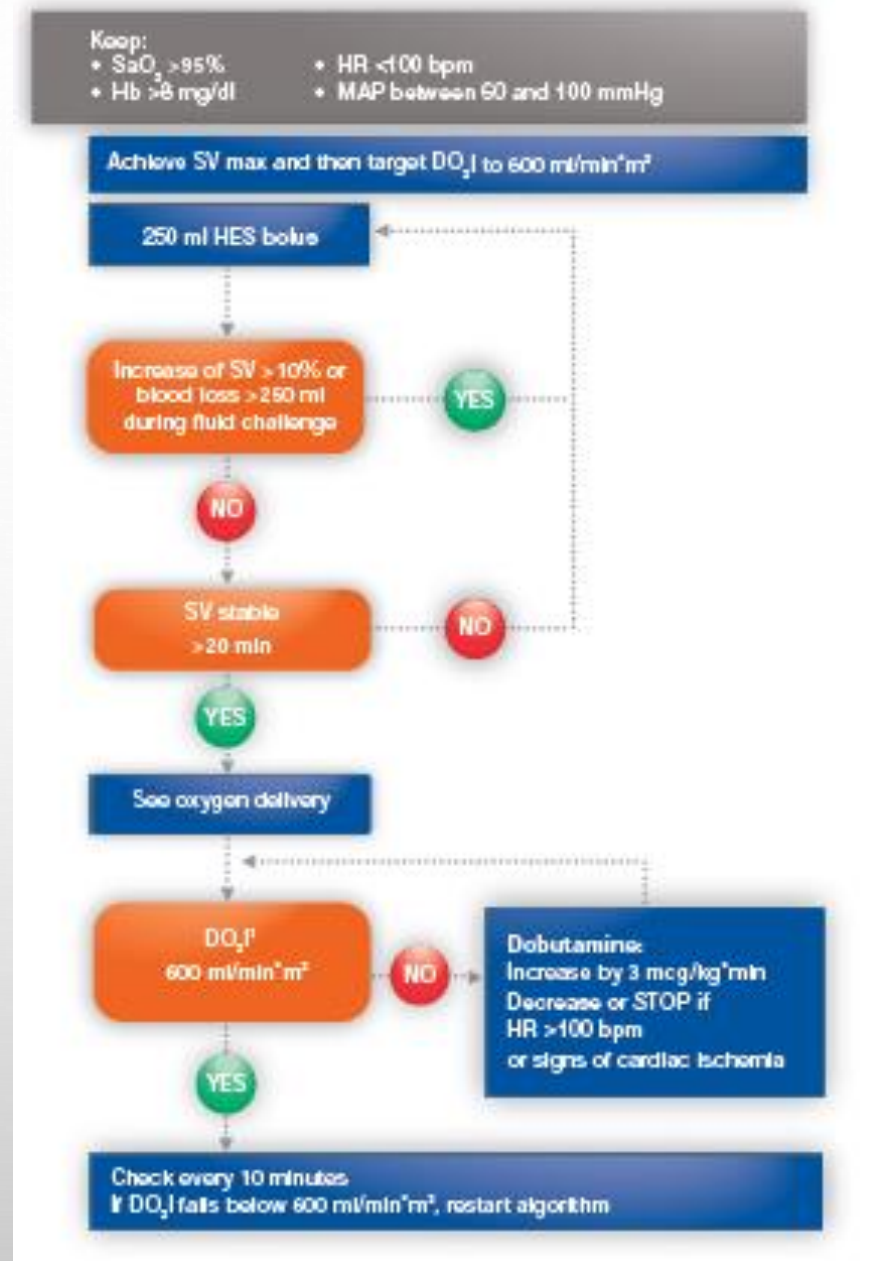 Keep:
• SaO₂ >95%
• HR <100 bpm
• Hb >8 mg/dl
• MAP between 60 and 100 mmHg
Achieve SV max and then target DO₂I to 600 ml/min*m²
250 ml HES bolus
Increase of SV >10% or
blood loss >250 ml
during fluid challenge
YES
NO
SV stable
>20 min
NO
YES
See oxygen delivery
DO₂I¹
600 ml/min*m²
NO
Dobutamine:
Increase by 3 mcg/kg*min
Decrease or STOP if
HR >100 bpm
or signs of cardiac ischemia
YES
Check every 10 minutes
If DO₂I falls below 600 ml/min*m², restart algorithm